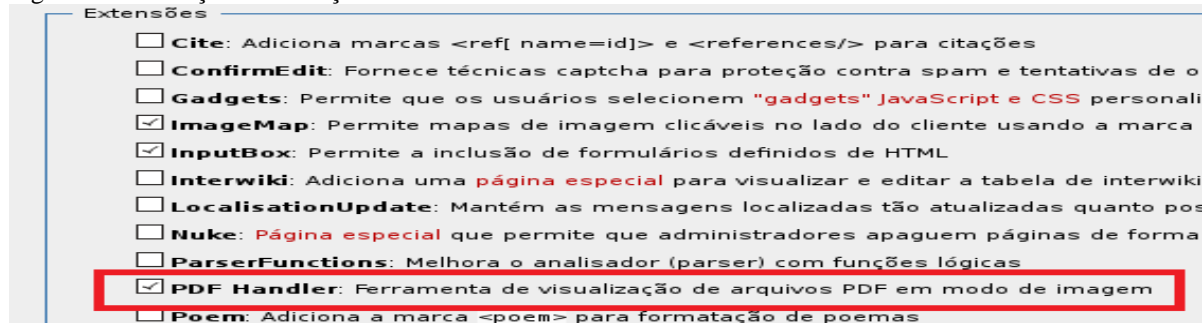 Extensões
Cite: Adiciona marcas <ref[ name=id]> e <references/> para citações
ConfirmEdit: Fornece técnicas captcha para proteção contra spam e tentativas de o
Gadgets: Permite que os usuários selecionem "gadgets" JavaScript e CSS personali
ImageMap: Permite mapas de imagem clicáveis no lado do cliente usando a marca
InputBox: Permite a inclusão de formulários definidos de HTML
Interwiki: Adiciona uma página especial para visualizar e editar a tabela de interwiki
LocalisationUpdate: Mantém as mensagens localizadas tão atualizadas quanto pos
Nuke: Página especial que permite que administradores apaguem páginas de forma
ParserFunctions: Melhora o analisador (parser) com funções lógicas
PDF Handler: Ferramenta de visualização de arquivos PDF em modo de imagem
Poem: Adiciona a marca <poem> para formatação de poemas